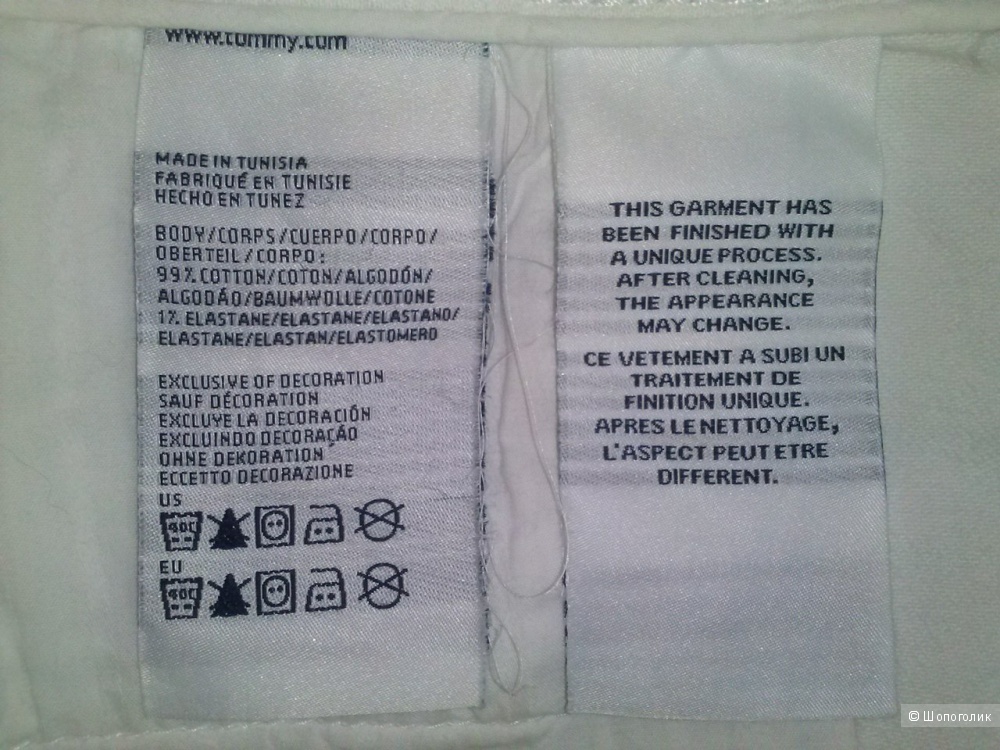 www.tommy.com
MADE IN TUNISIA
FABRIQUÉ EN TUNISIE
HECHO EN TUNEZ
BODY/CORPS/CUERPO/CORPO/
OBERTEIL/CORPO:
99% COTTON/COTON/ALGODÓN/
ALGODÃO/BAUMWOLLE/COTONE
1% ELASTANE/ELASTANE/ELASTANO/
ELASTANE/ELASTAN/ELASTOMERO
EXCLUSIVE OF DECORATION
SAUF DÉCORATION
EXCLUYE LA DECORACIÓN
EXCLUINDO DECORAÇÃO
OHNE DEKORATION
ECCETTO DECORAZIONE
US
40C
EU
40C
THIS GARMENT HAS
BEEN FINISHED WITH
A UNIQUE PROCESS.
AFTER CLEANING,
THE APPEARANCE
MAY CHANGE.
CE VETEMENT A SUBI UN
TRAITEMENT DE
FINITION UNIQUE.
APRES LE NETTOYAGE,
L'ASPECT PEUT ETRE
DIFFERENT.
© Шопоголик